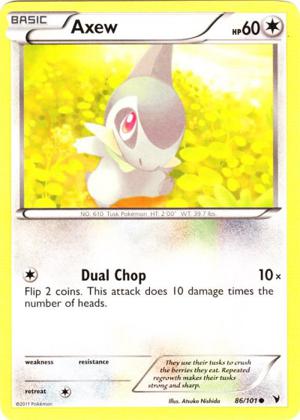 BASIC
Axew
HP60
NO. 610 Tusk Pokémon HT: 2'00" WT: 39.7 lbs.
Dual Chop
10×
Flip 2 coins. This attack does 10 damage times the
number of heads.
weakness
resistance
retreat
They use their tusks to crush
the berries they eat. Repeated
regrowth makes their tusks
strong and sharp.
Illus. Atsuko Nishida
86/101
©2011 Pokémon